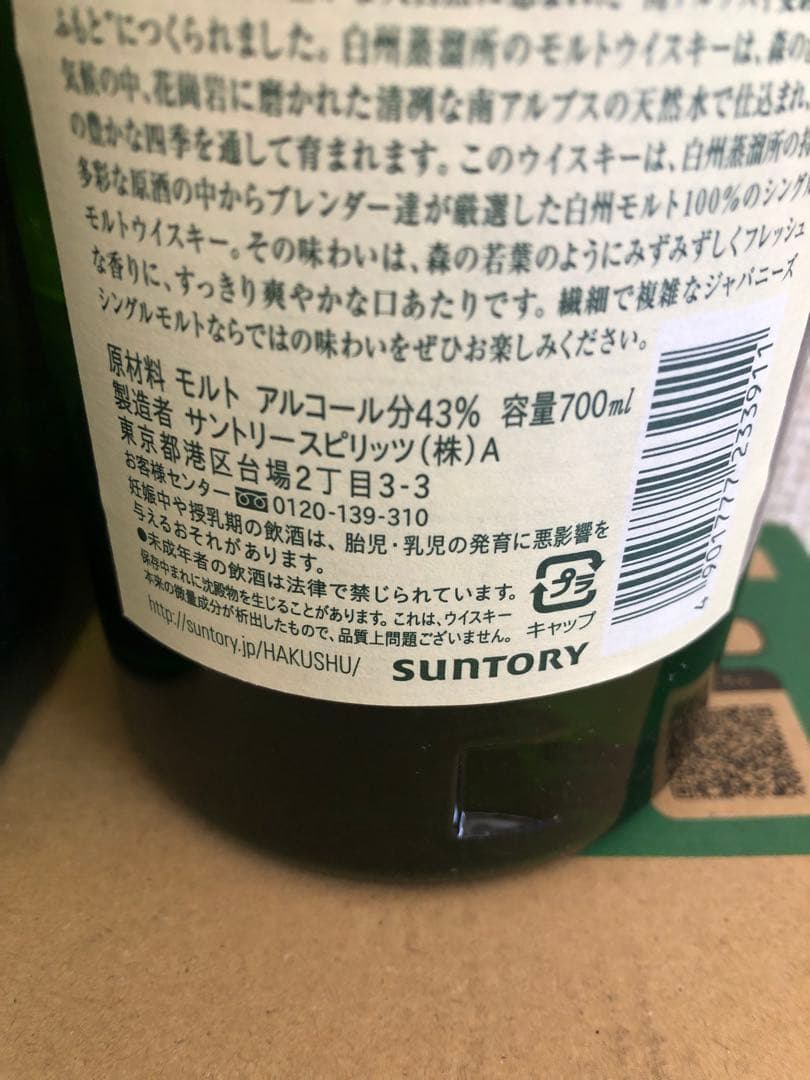 ふもと"につくられました。白州蒸溜所のモルトウイスキーは、森の
気候の中、花崗岩に磨かれた清冽な南アルプスの天然水で仕込まれ、
の豊かな四季を通して育まれます。このウイスキーは、白州蒸溜所の
多彩な原酒の中からブレンダー達が厳選した白州モルト100%のシングル
モルトウイスキー。その味わいは、森の若葉のようにみずみずしくフレッシュ
な香りに、すっきり爽やかな口あたりです。繊細で複雑なジャパニーズ
シングルモルトならではの味わいをぜひお楽しみください。
原材料 モルト アルコール分43% 容量700ml
製造者 サントリースピリッツ(株)A
東京都港区台場2丁目3-3
お客様センター 0120-139-310
妊娠中や授乳期の飲酒は、胎児・乳児の発育に悪影響を
与えるおそれがあります。
●未成年者の飲酒は法律で禁じられています。
保存中まれに沈殿物を生じることがあります。これは、ウイスキー
本来の微量成分が析出したもので、品質上問題ございません。
http://suntory.jp/HAKUSHU/
SUNTORY
プラ
キャップ
4 901777 233911